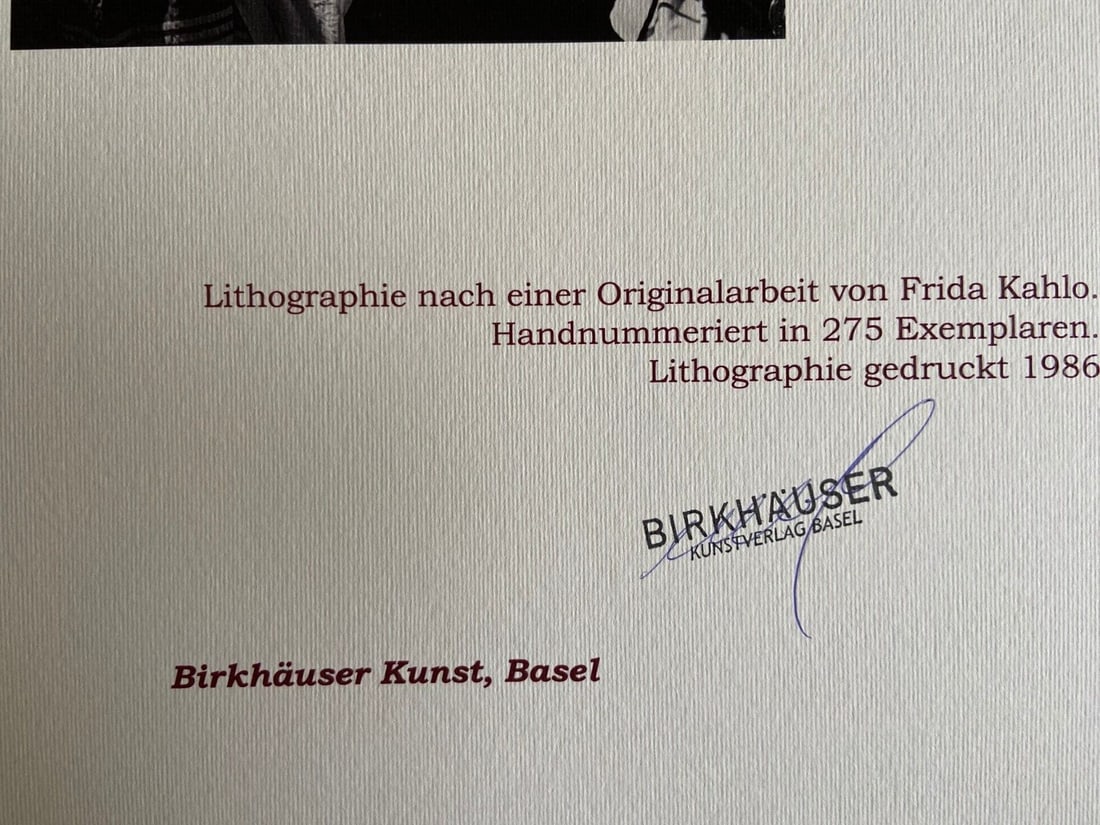 Lithographie nach einer Originalarbeit von Frida Kahlo.
Handnummeriert in 275 Exemplaren.
Lithographie gedruckt 1986
BIRKHÄUSER
KUNSTVERLAG BASEL
Birkhäuser Kunst, Basel